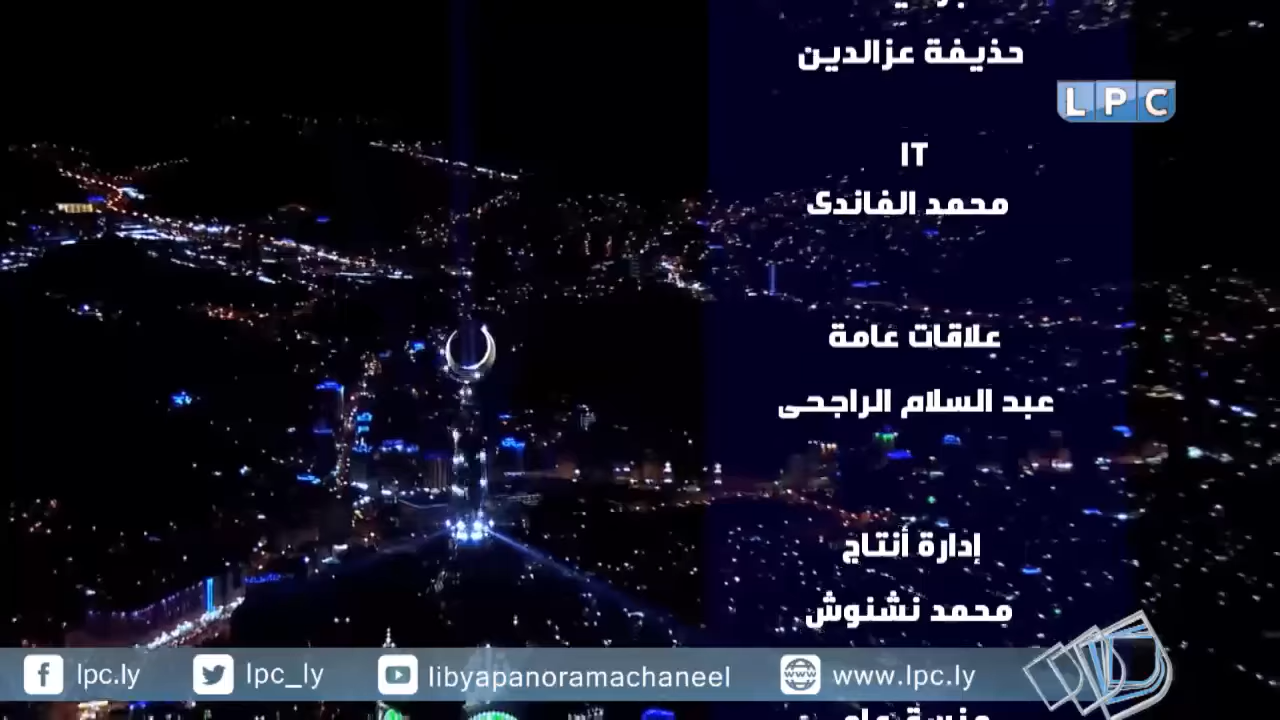 حذيفة عزالدين
LPC
IT
محمد الفاندى
علاقات عامة
عبد السلام الراجحى
إدارة أنتاج
محمد نشنوش
lpc.ly
lpc_ly
libyapanoramachaneel
www.lpc.ly